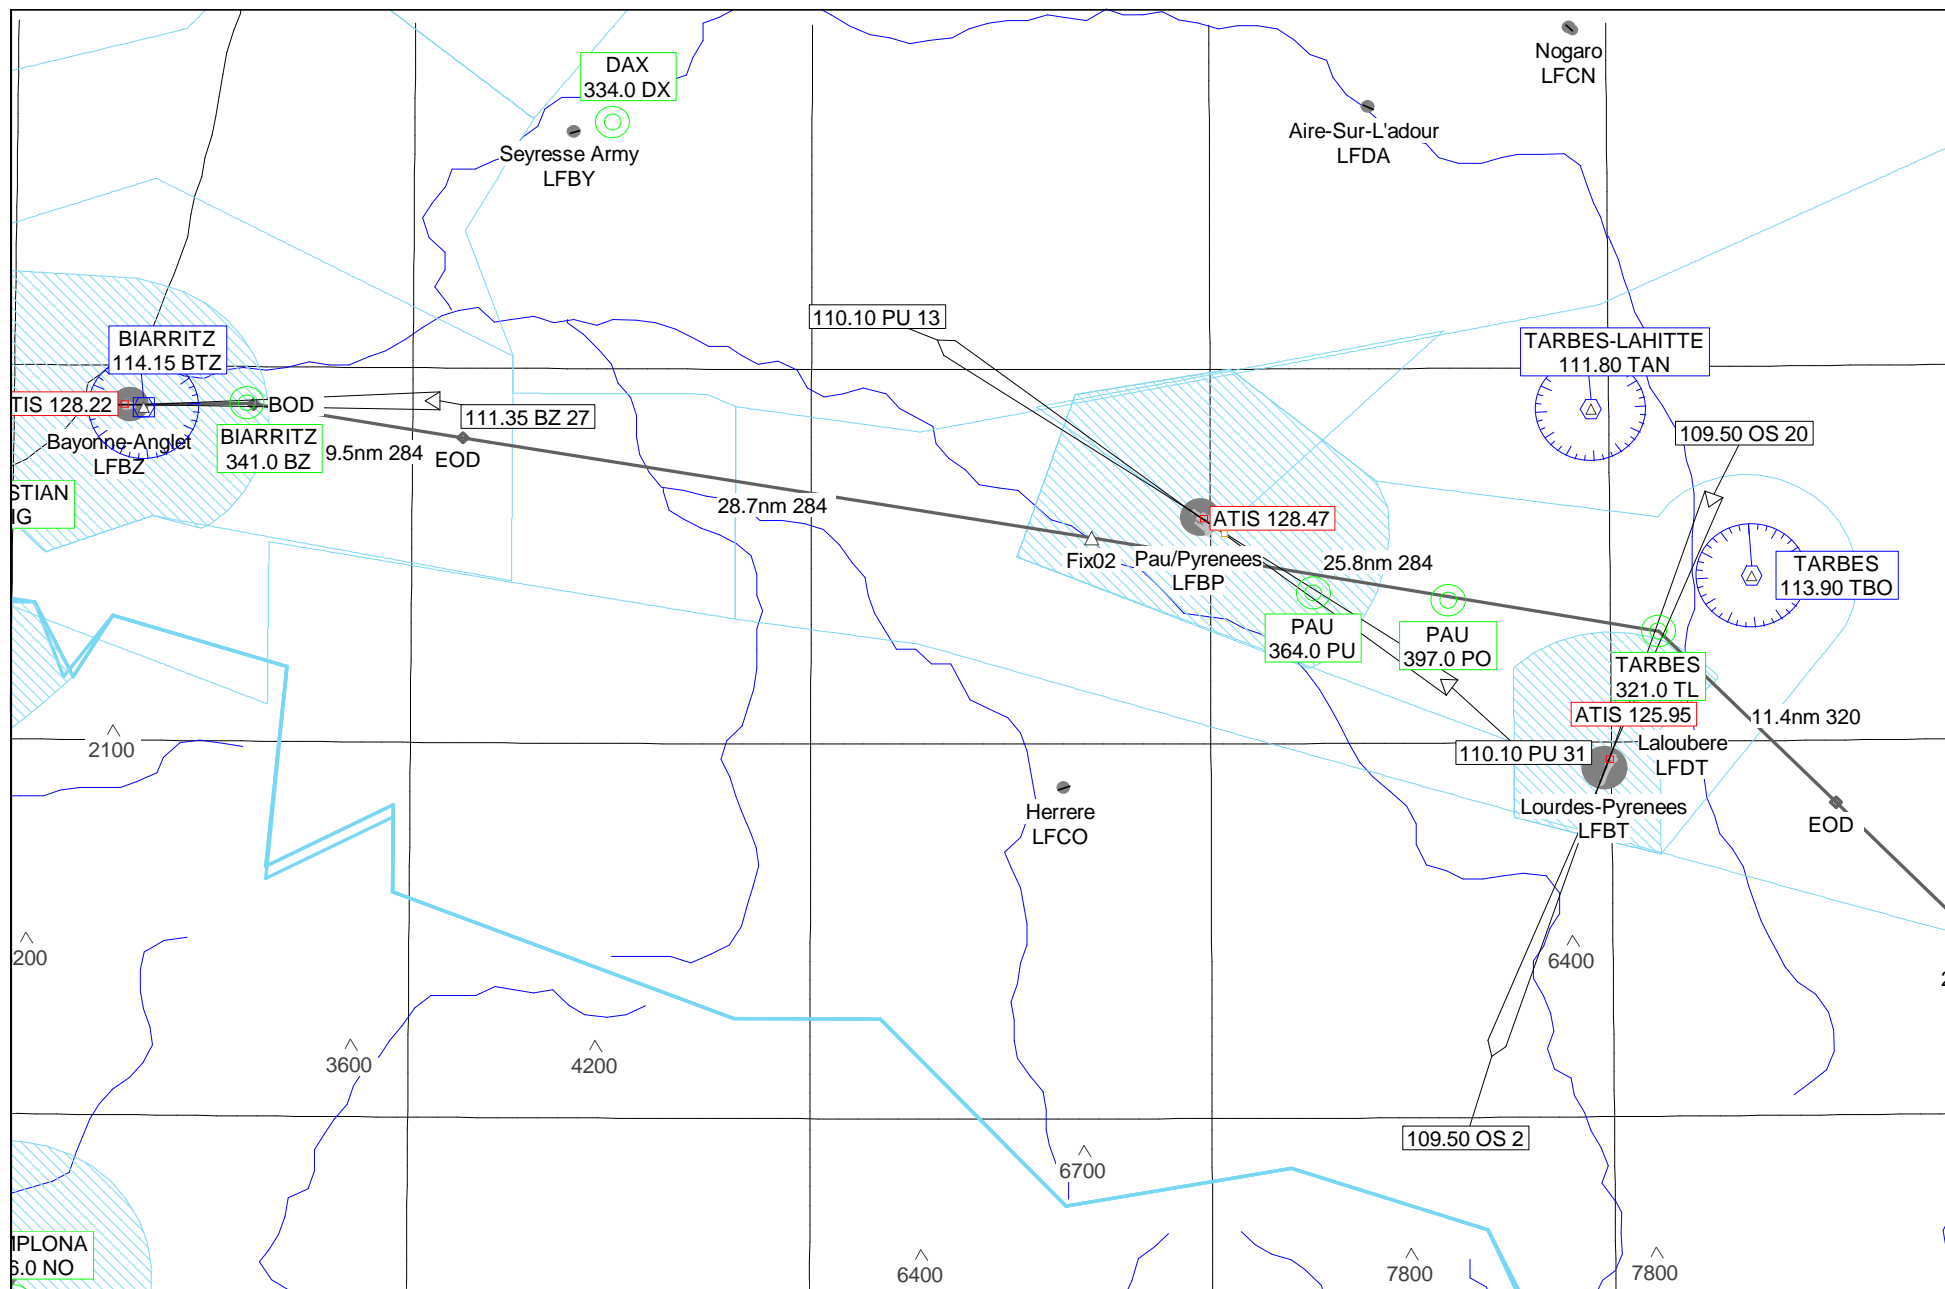 Nogaro
LFCN
DAX
334.0 DX
Seyresse Army
LFBY
Aire-Sur-L'adour
LFDA
110.10 PU 13
BIARRITZ
114.15 BTZ
TARBES-LAHITTE
111.80 TAN
TIS 128.22
BOD
111.35 BZ 27
Bayonne-Anglet
LFBZ
BIARRITZ
341.0 BZ
9.5nm 284
EOD
109.50 OS 20
STIAN
IG
28.7nm 284
ATIS 128.47
Fix02
Pau/Pyrenees
LFBP
25.8nm 284
TARBES
113.90 TBO
PAU
364.0 PU
PAU
397.0 PO
TARBES
321.0 TL
ATIS 125.95
11.4nm 320
2100
110.10 PU 31
Laloubere
LFDT
Herrere
LFCO
Lourdes-Pyrenees
LFBT
EOD
200
6400
3600
4200
109.50 OS 2
6700
MPLONA
6.0 NO
6400
7800
7800